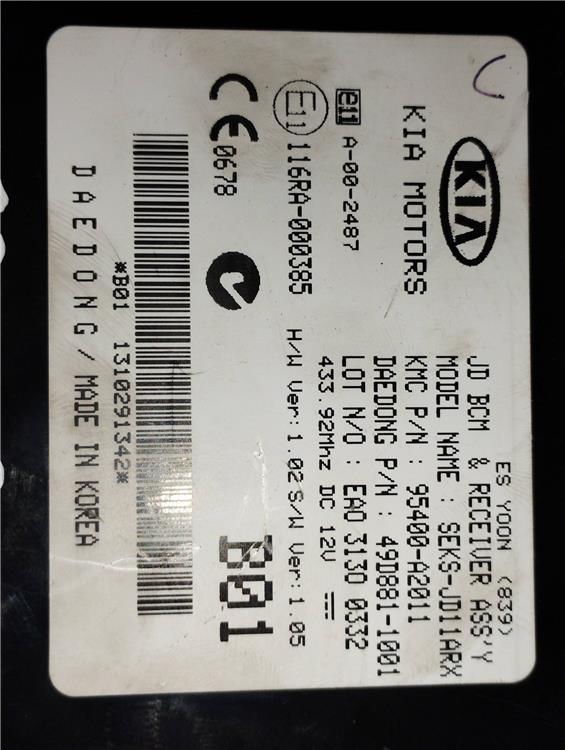 ES YOON (839)
KIA
JD BCM & RECEIVER ASS'Y
MODEL NAME : SEKS-JD11ARX
KIA MOTORS
KMC P/N : 95400-A2011
DAEDONG P/N : 49D881-1001
e11 A-00-2487
LOT N/O : EAO 3130 0332
433.92Mhz DC 12V
E11 116RA-000385
H/W Ver:1.02 S/W Ver:1.05
CE 0678
B01
*B01 1310291342*
DAEDONG/MADE IN KOREA